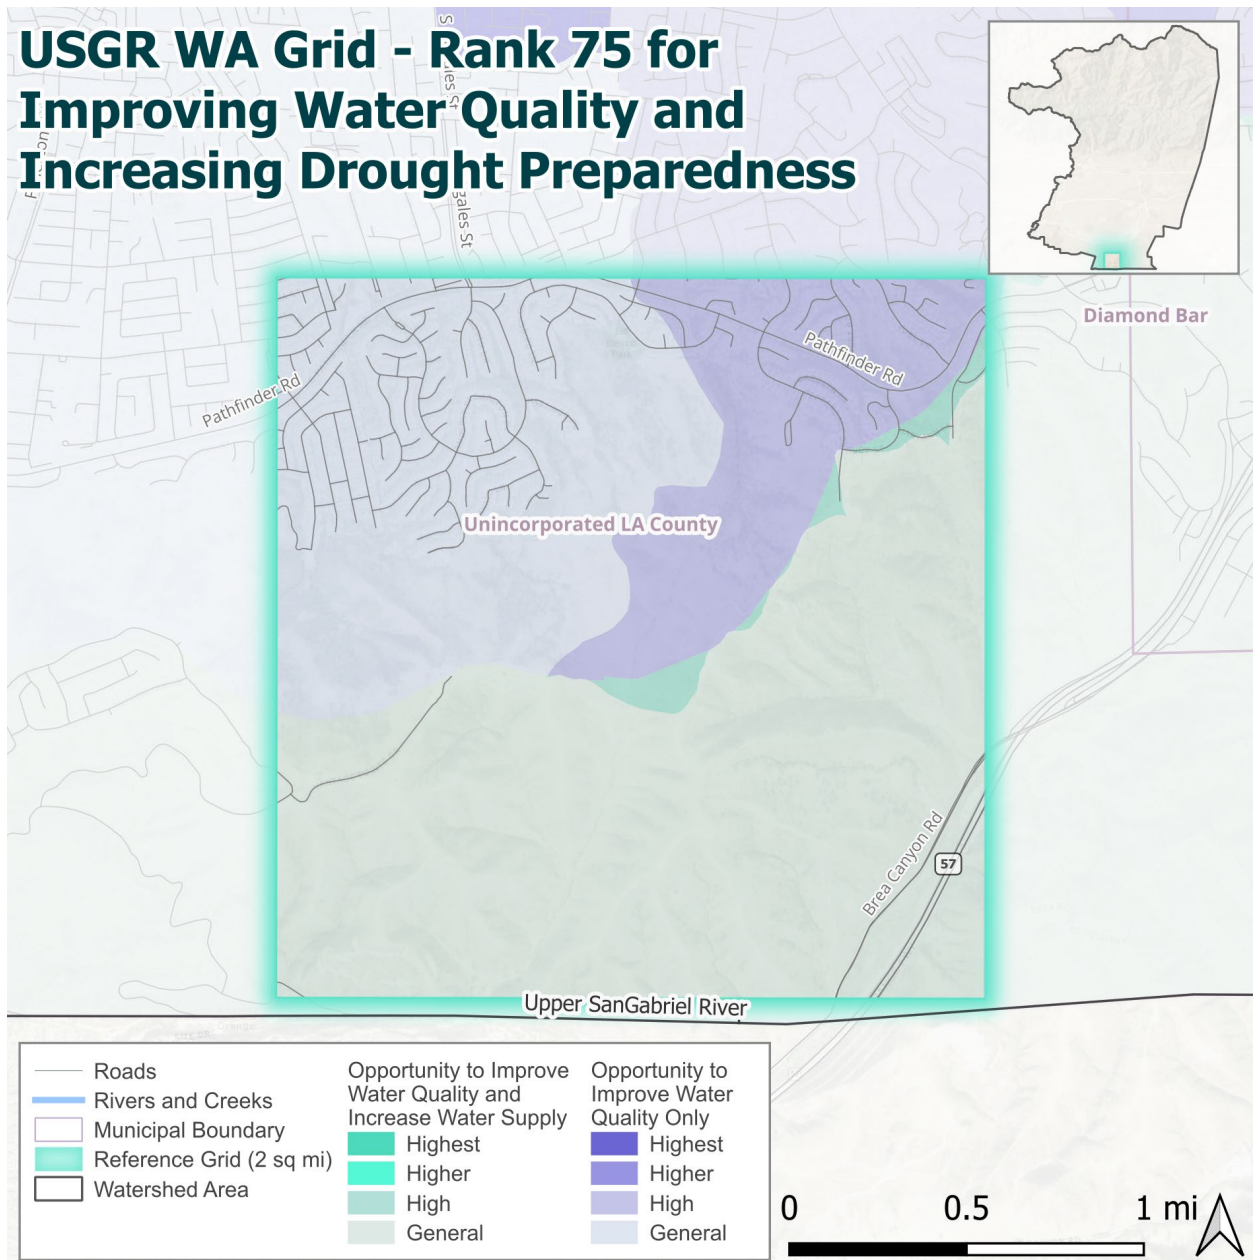 USGR WA Grid - Rank 75 for
Improving Water Quality and
Increasing Drought Preparedness
gales St
Diamond Bar
Pathfinder Rd
Pathfinder Rd
Unincorporated LA County
Brea Canyon Rd
57
Upper SanGabriel River
Roads
Rivers and Creeks
Municipal Boundary
Reference Grid (2 sq mi)
Watershed Area
Opportunity to Improve
Water Quality and
Increase Water Supply
Highest
Higher
High
General
Opportunity to
Improve Water
Quality Only
Highest
Higher
High
General
0
0.5
1 mi